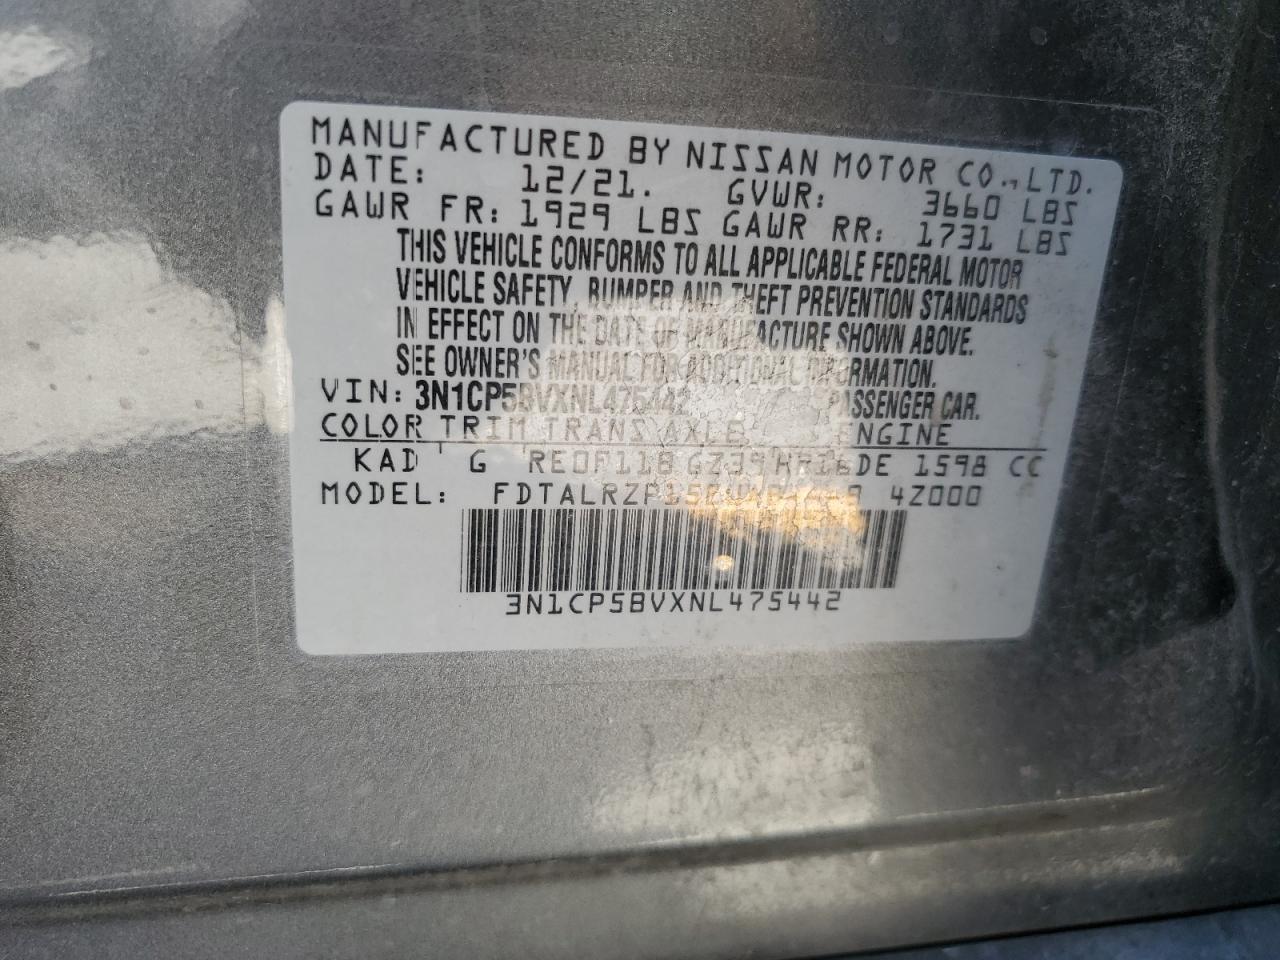 MANUFACTURED BY NISSAN MOTOR CO., LTD.
DATE: 12/21. GVWR: 3660 LBS
GAWR FR: 1929 LBS GAWR RR: 1731 LBS
THIS VEHICLE CONFORMS TO ALL APPLICABLE FEDERAL MOTOR
VEHICLE SAFETY, BUMPER AND THEFT PREVENTION STANDARDS
IN EFFECT ON THE DATE OF MANUFACTURE SHOWN ABOVE.
SEE OWNER'S MANUAL FOR ADDITIONAL INFORMATION.
VIN: 3N1CP5BVXNL475442 PASSENGER CAR.
COLOR TRIM TRANS AXLE ENGINE
KAD G RE0F11B GZ39 HR16DE 1598 CC
MODEL: 4Z000
3N1CP5BVXNL475442